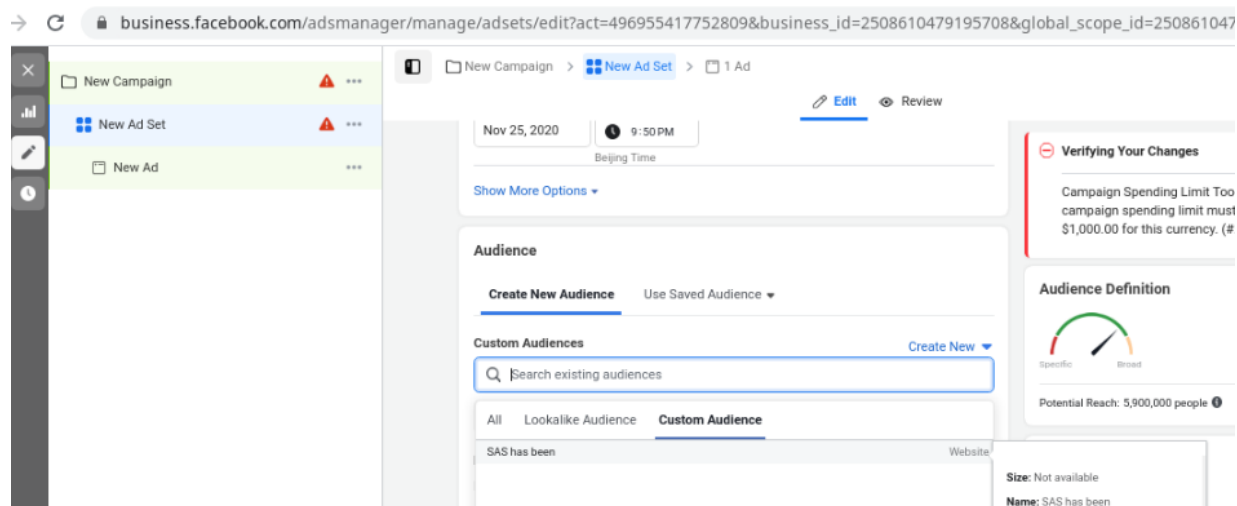 business.facebook.com/adsmanager/manage/adsets/edit?act=496955417752809&business_id=2508610479195708&global_scope_id=250861047
New Campaign
New Ad Set
New Ad
New Campaign > New Ad Set > 1 Ad
Edit Review
Nov 25, 2020 9:50 PM
Beijing Time
Show More Options
Audience
Create New Audience Use Saved Audience
Custom Audiences Create New
Search existing audiences
All Lookalike Audience Custom Audience
SAS has been Website
Verifying Your Changes
Campaign Spending Limit Too
campaign spending limit must
$1,000.00 for this currency. (#
Audience Definition
Specific Broad
Potential Reach: 5,900,000 people
Size: Not available
Name: SAS has been